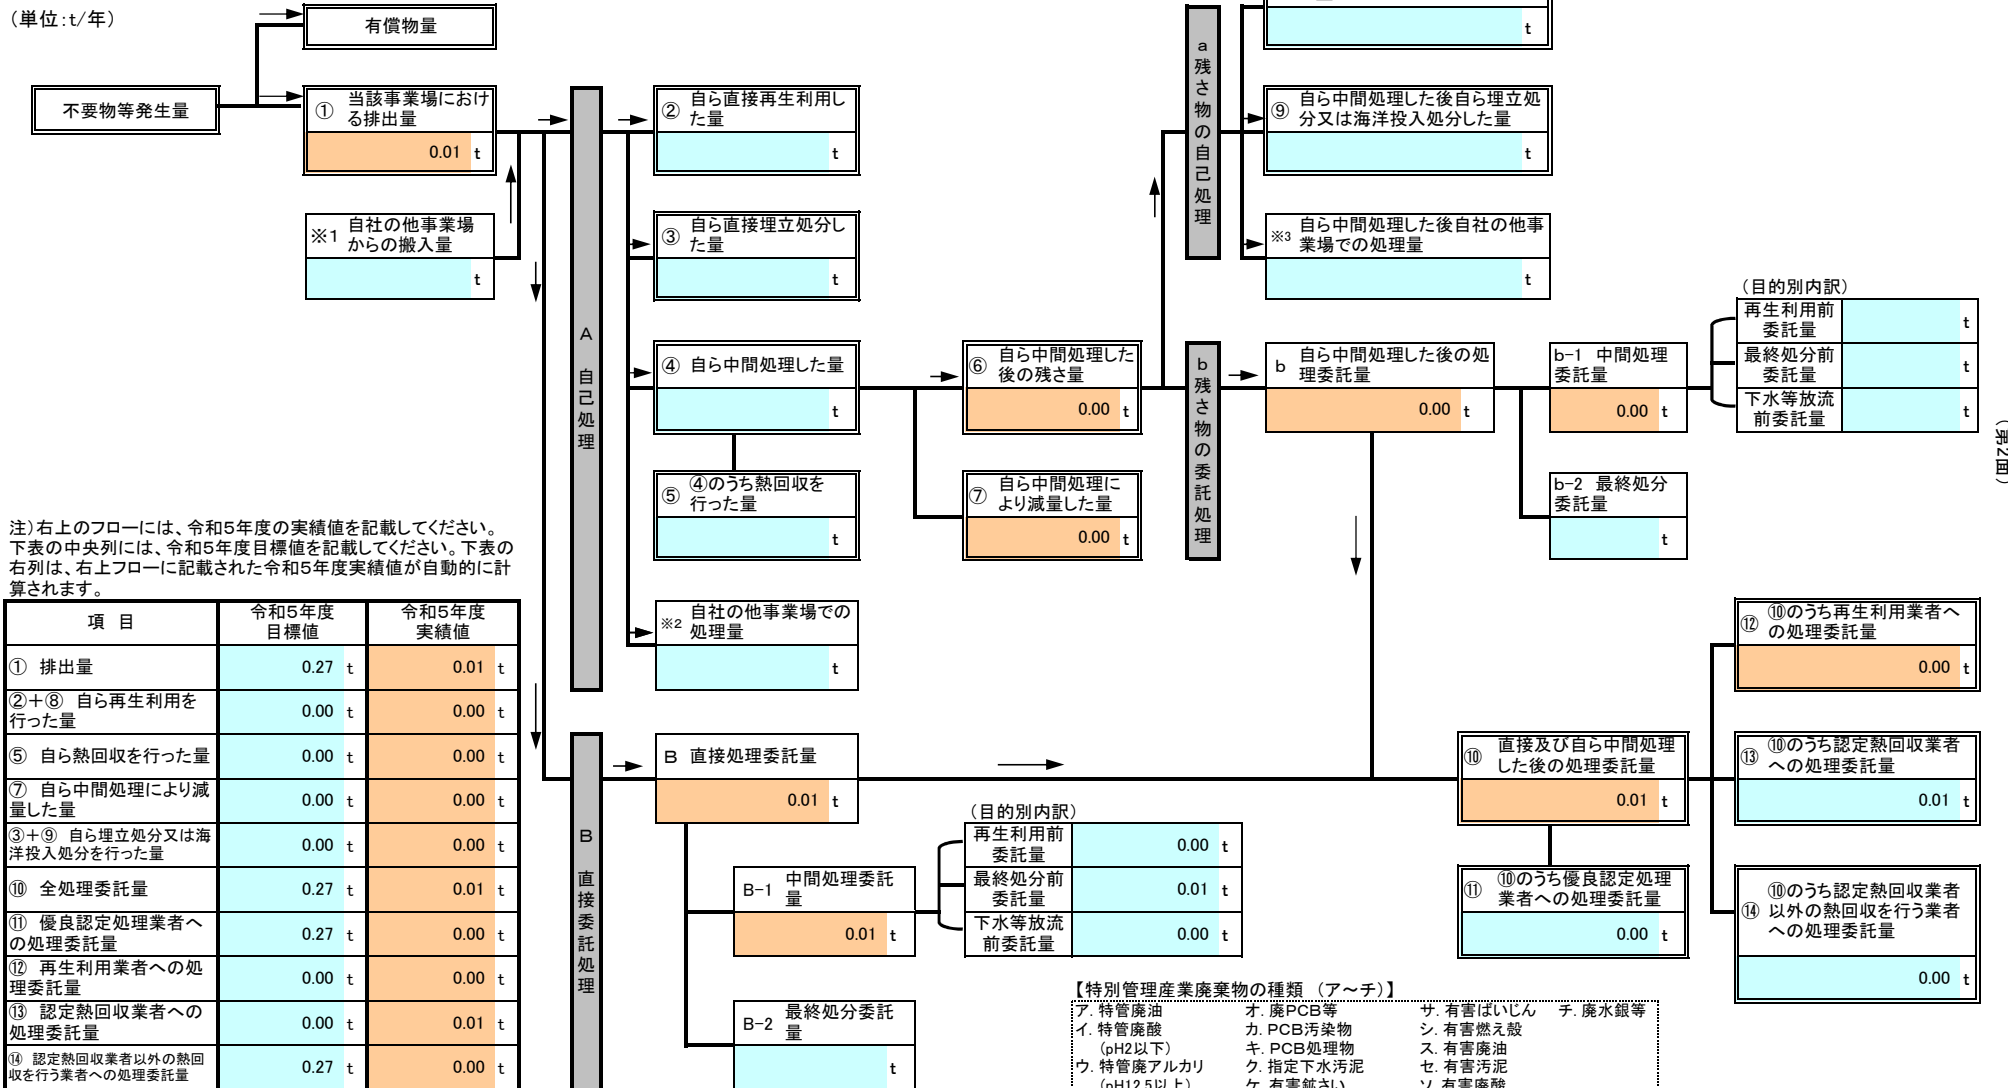 （単位:t/年）
有償物量
不要物等発生量
① 当該事業場におけ
る排出量
0.01 t
※1 自社の他事業場
からの搬入量
t
A 自己処理
② 自ら直接再生利用し
た量
t
③ 自ら直接埋立処分し
た量
t
④ 自ら中間処理した量
t
⑤ ④のうち熱回収を
行った量
t
※2 自社の他事業場での
処理量
t
⑥ 自ら中間処理した
後の残さ量
0.00 t
⑦ 自ら中間処理に
より減量した量
0.00 t
a 残さ物の自己処理
t
⑨ 自ら中間処理した後自ら埋立処
分又は海洋投入処分した量
t
※3 自ら中間処理した後自社の他事
業場での処理量
t
b 残さ物の委託処理
b 自ら中間処理した後の処
理委託量
0.00 t
b-1 中間処理
委託量
0.00 t
（目的別内訳）
再生利用前
委託量
t
最終処分前
委託量
t
下水等放流
前委託量
t
b-2 最終処分
委託量
t
（第2面）
注）右上のフローには、令和5年度の実績値を記載してください。
下表の中央列には、令和5年度目標値を記載してください。下表の
右列は、右上フローに記載された令和5年度実績値が自動的に計
算されます。
項 目 令和5年度
目標値 令和5年度
実績値
① 排出量 0.27 t 0.01 t
②＋⑧ 自ら再生利用を
行った量 0.00 t 0.00 t
⑤ 自ら熱回収を行った量 0.00 t 0.00 t
⑦ 自ら中間処理により減
量した量 0.00 t 0.00 t
③＋⑨ 自ら埋立処分又は海
洋投入処分を行った量 0.00 t 0.00 t
⑩ 全処理委託量 0.27 t 0.01 t
⑪ 優良認定処理業者へ
の処理委託量 0.27 t 0.00 t
⑫ 再生利用業者への処
理委託量 0.00 t 0.00 t
⑬ 認定熱回収業者への
処理委託量 0.00 t 0.01 t
⑭ 認定熱回収業者以外の熱回
収を行う業者への処理委託量 0.27 t 0.00 t
B 直接委託処理
B 直接処理委託量
0.01 t
B-1 中間処理委託
量
0.01 t
（目的別内訳）
再生利用前
委託量 0.00 t
最終処分前
委託量 0.01 t
下水等放流
前委託量 0.00 t
B-2 最終処分委託
量
t
⑩ 直接及び自ら中間処理
した後の処理委託量
0.01 t
⑪ ⑩のうち優良認定処理
業者への処理委託量
0.00 t
⑫ ⑩のうち再生利用業者へ
の処理委託量
0.00 t
⑬ ⑩のうち認定熱回収業者
への処理委託量
0.01 t
⑭ ⑩のうち認定熱回収業者
以外の熱回収を行う業者
への処理委託量
0.00 t
【特別管理産業廃棄物の種類 （ア～チ）】
ア. 特管廃油 オ. 廃PCB等 サ. 有害ばいじん チ. 廃水銀等
イ. 特管廃酸 カ. PCB汚染物 シ. 有害燃え殻
（pH2以下） キ. PCB処理物 ス. 有害廃油
ウ. 特管廃アルカリ ク. 指定下水汚泥 セ. 有害汚泥
（pH12.5以上） ケ. 有害鉱さい ソ. 有害廃酸